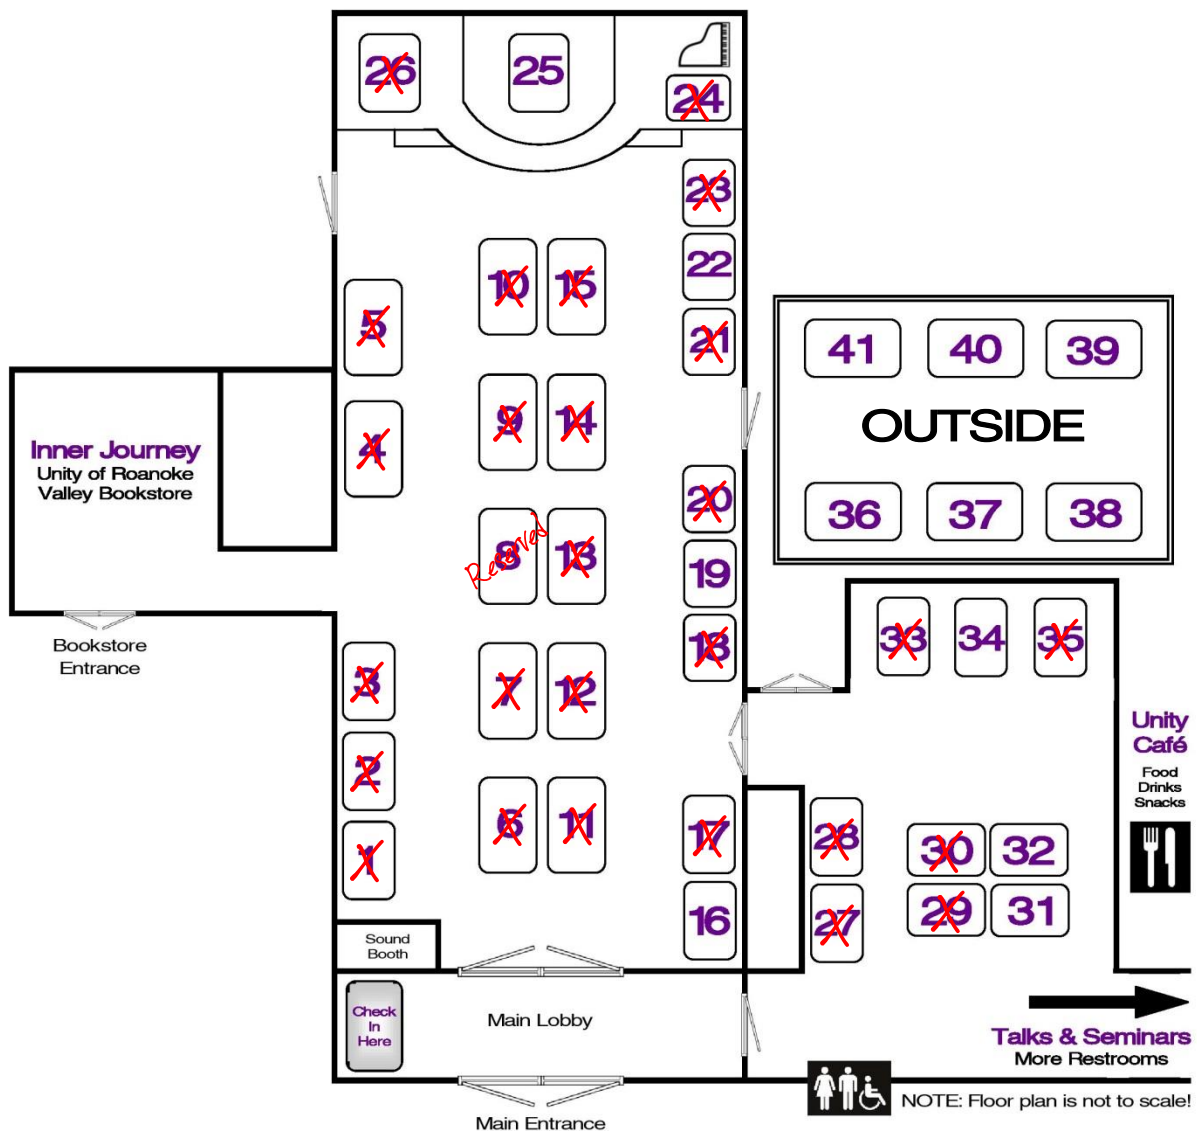 26
25
24
23
22
21
10
15
5
9
14
4
20
8
Reserved
13
19
18
3
7
12
2
6
11
17
1
16
Inner Journey
Unity of Roanoke
Valley Bookstore
Bookstore
Entrance
41
40
39
OUTSIDE
36
37
38
33
34
35
Unity
Café
Food
Drinks
Snacks
28
30
32
27
29
31
Sound
Booth
Check
In
Here
Main Lobby
Main Entrance
Talks & Seminars
More Restrooms
NOTE: Floor plan is not to scale!